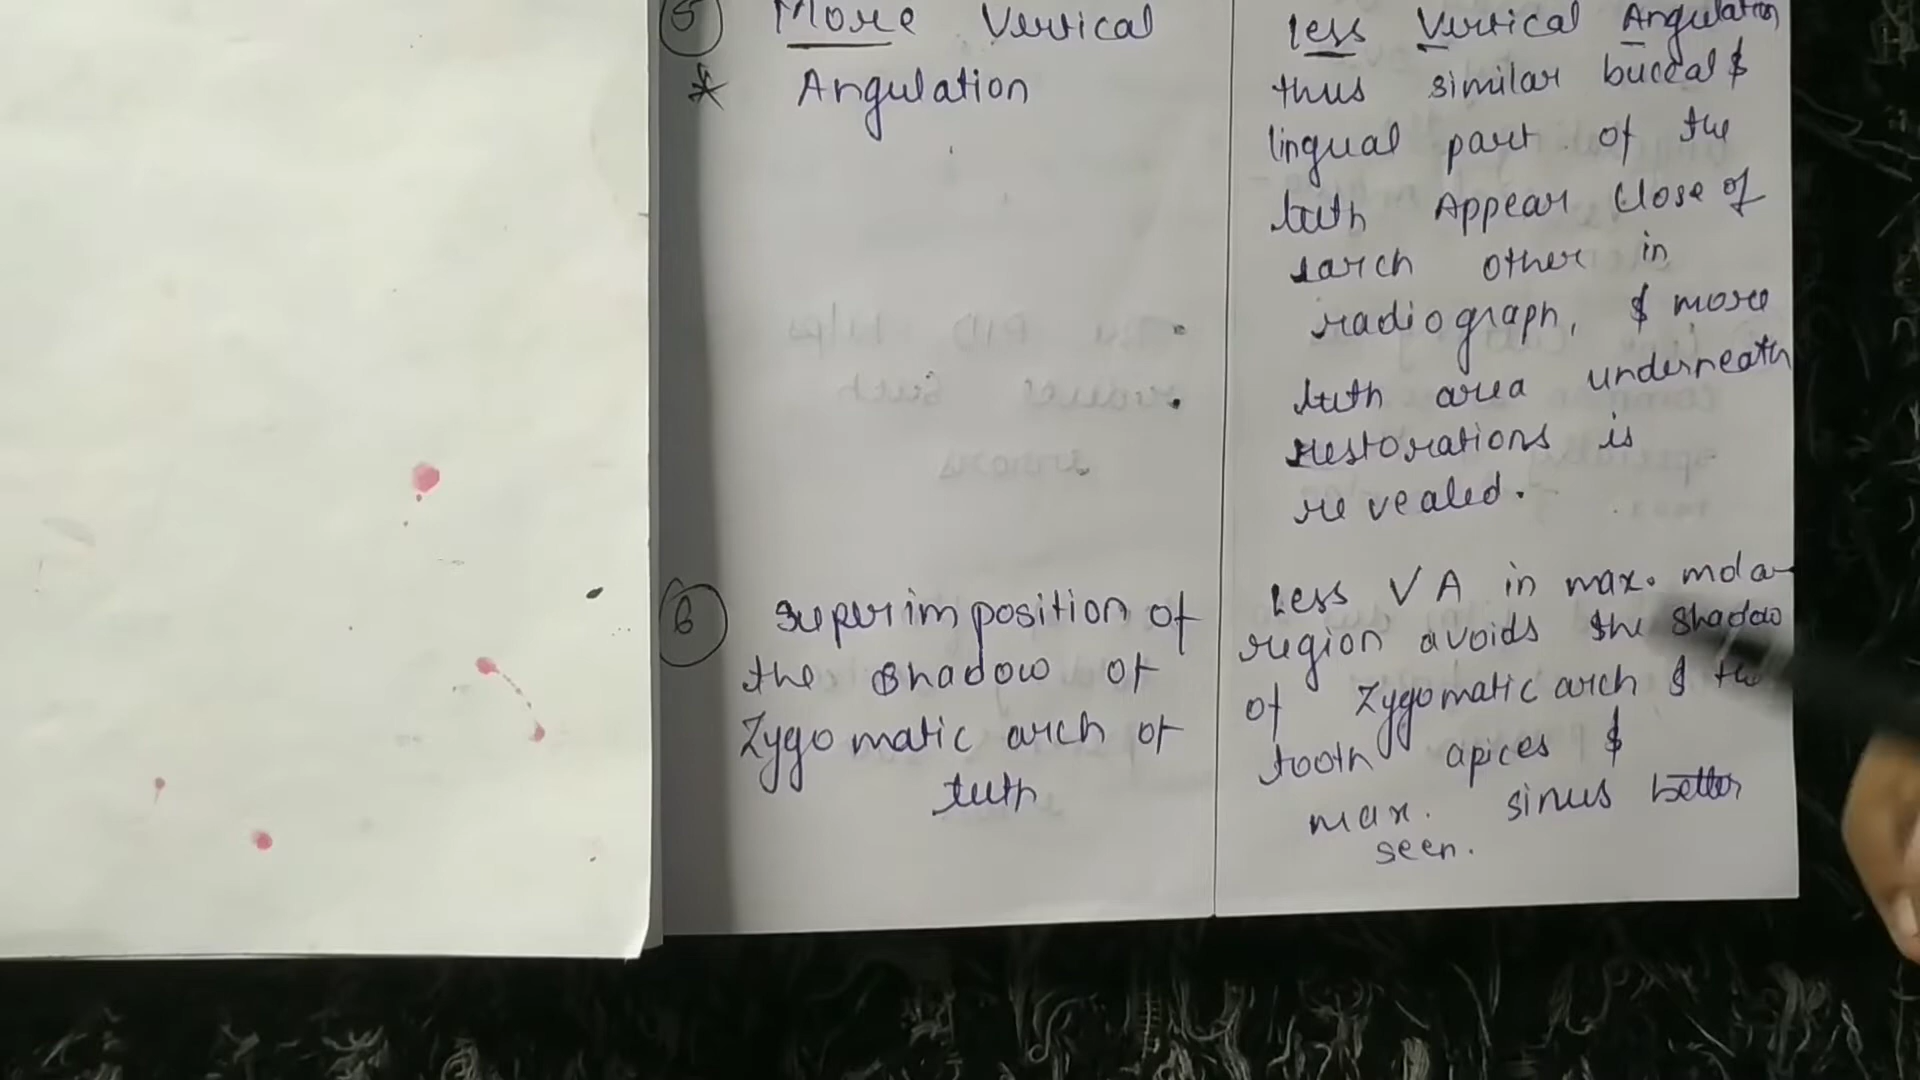 5 More Vertical
* Angulation
6 superimposition of
the shadow of
Zygomatic arch of
teeth
less Vertical Angulation
thus similar buccal &
lingual part of the
teeth Appear Close of
each other in
radiograph, & more
teeth area underneath
restorations is
revealed.
Less VA in max. molar
region avoids the shadow
of Zygomatic arch & the
tooth apices &
max. sinus better
seen.